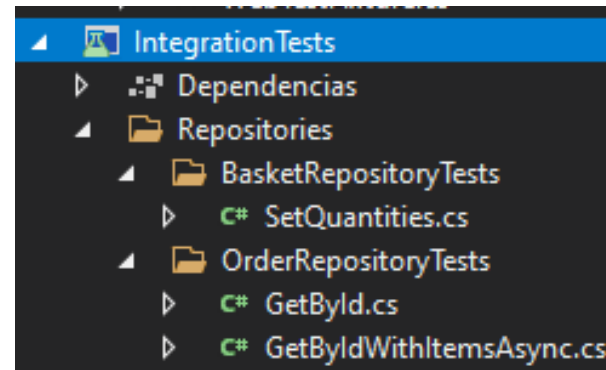 IntegrationTests
Dependencias
Repositories
BasketRepositoryTests
C# SetQuantities.cs
OrderRepositoryTests
C# GetById.cs
C# GetByIdWithItemsAsync.cs